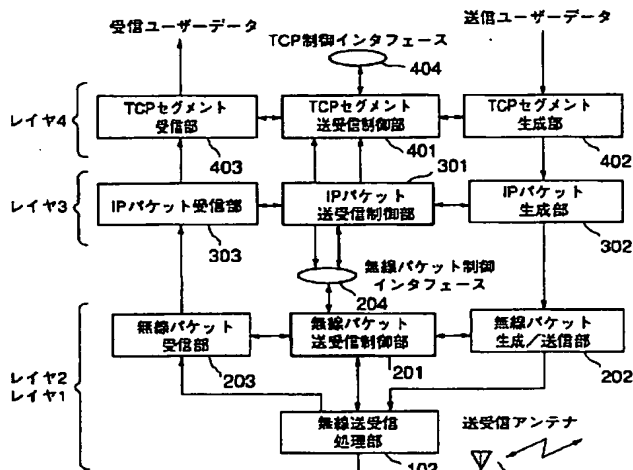 受信ユーザーデータ
TCP制御インタフェース
404
送信ユーザーデータ
レイヤ4
TCPセグメント
受信部
403
TCPセグメント
送受信制御部
401
TCPセグメント
生成部
402
レイヤ3
IPパケット受信部
303
301
IPパケット
送受信制御部
IPパケット
生成部
302
無線パケット制御
インタフェース
204
レイヤ2
レイヤ1
無線パケット
受信部
203
無線パケット
送受信制御部
201
無線パケット
生成/送信部
202
無線送受信
処理部
102
送受信アンテナ